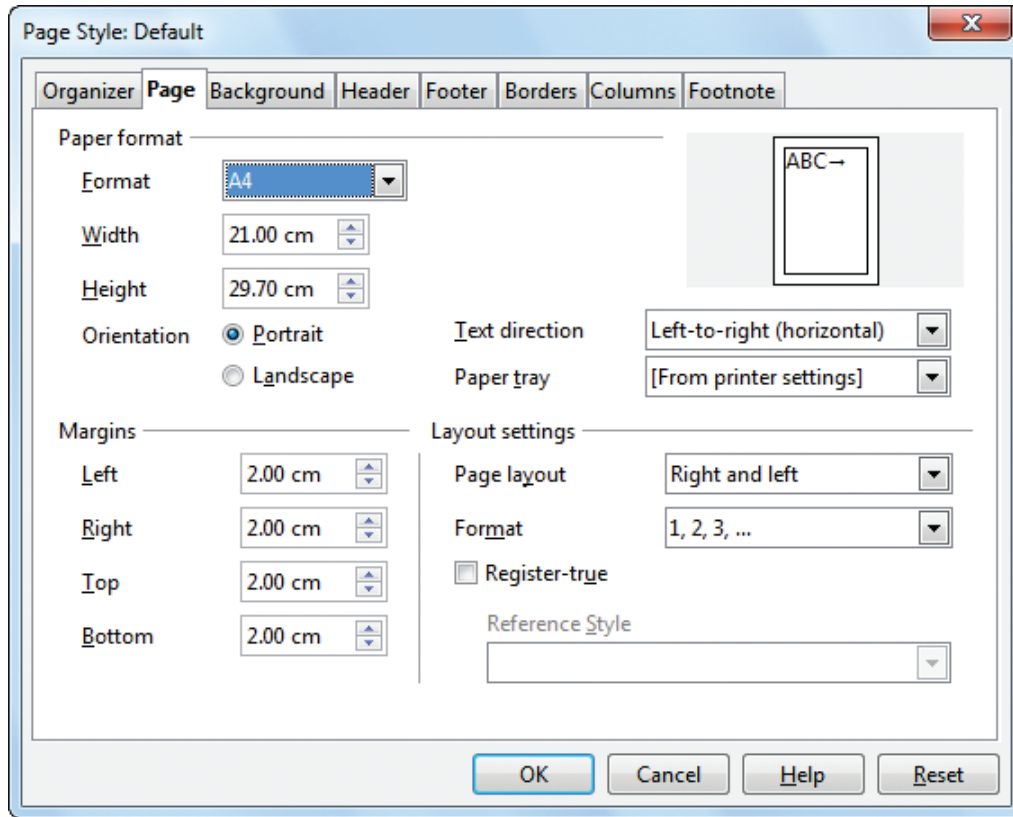 Page Style: Default
Organizer Page Background Header Footer Borders Columns Footnote
Paper format
ABC→
Format A4
Width 21.00 cm
Height 29.70 cm
Orientation Portrait Text direction Left-to-right (horizontal)
Landscape Paper tray [From printer settings]
Margins Layout settings
Left 2.00 cm Page layout Right and left
Right 2.00 cm Format 1, 2, 3, ...
Top 2.00 cm Register-true
Reference Style
Bottom 2.00 cm
OK Cancel Help Reset